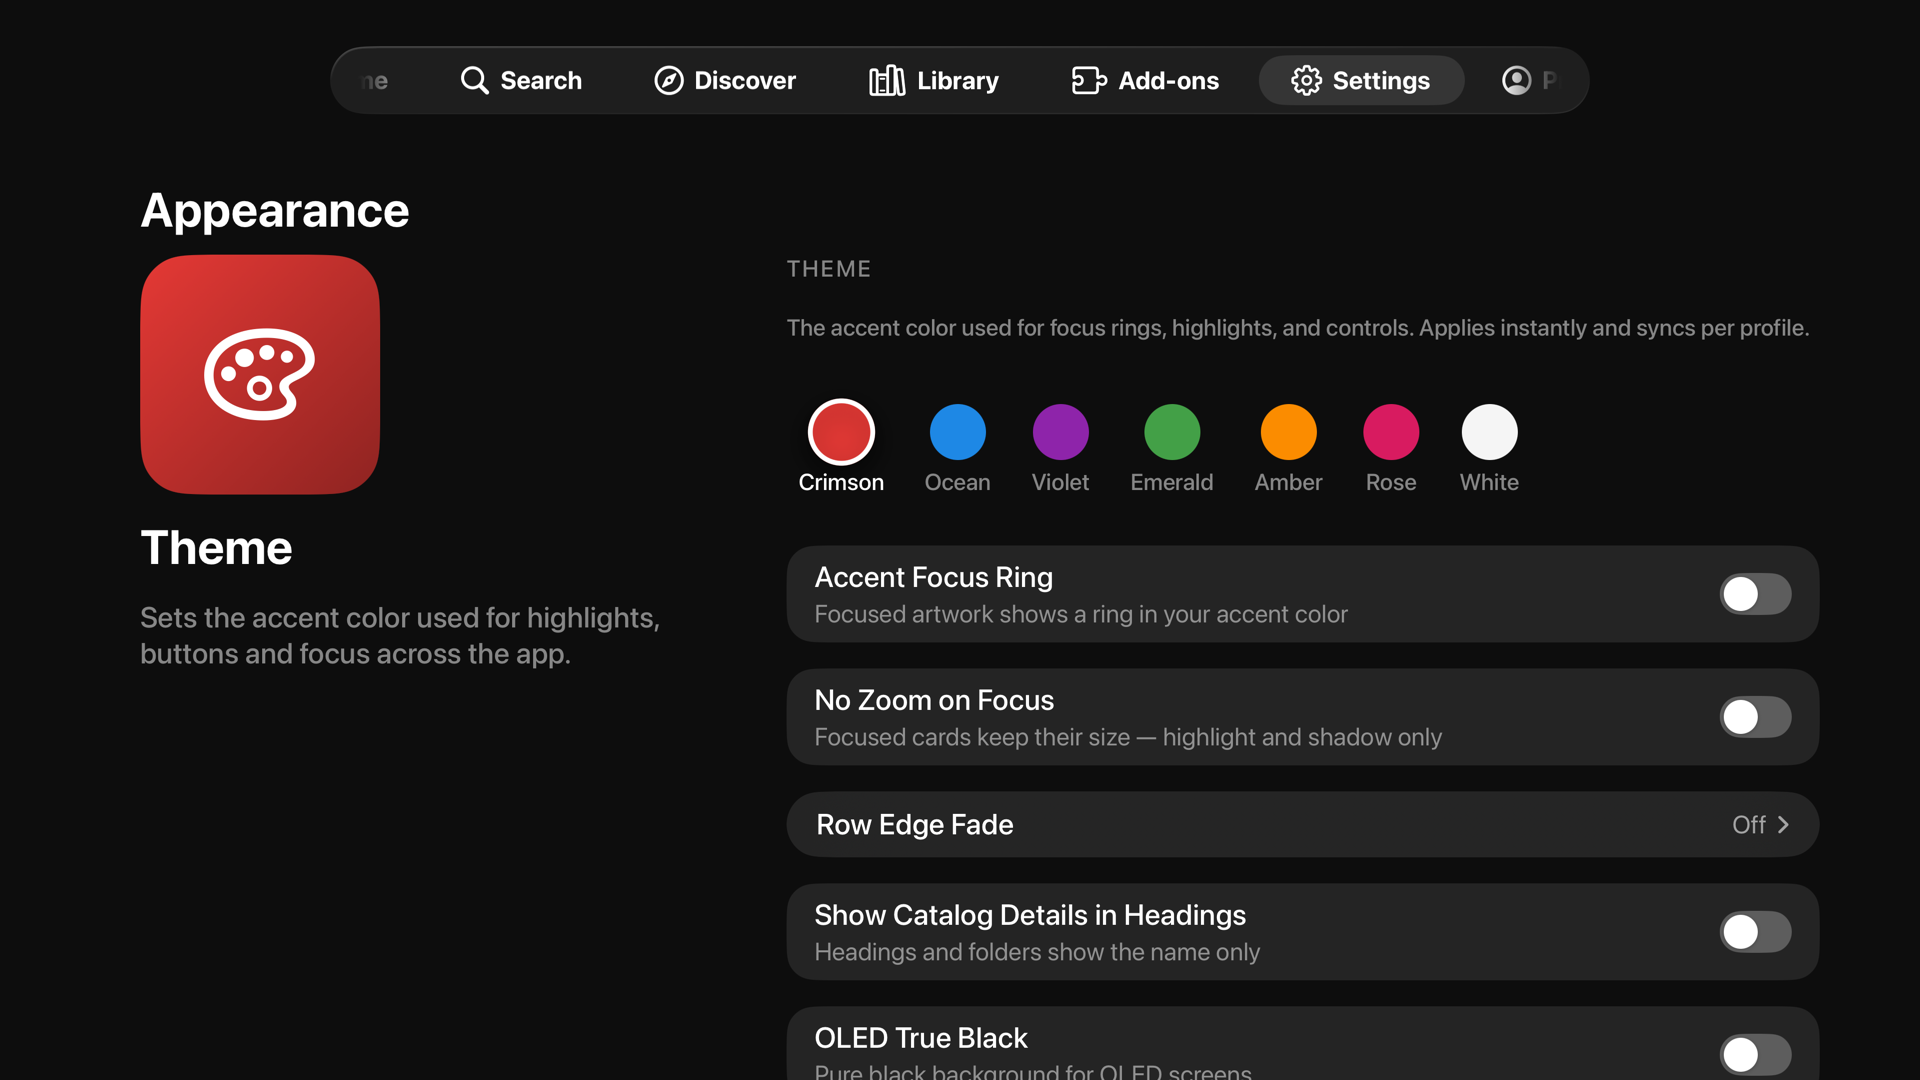 Search
Discover
Library
Add-ons
Settings
Appearance
Theme
Sets the accent color used for highlights,
buttons and focus across the app.
THEME
The accent color used for focus rings, highlights, and controls. Applies instantly and syncs per profile.
Crimson
Ocean
Violet
Emerald
Amber
Rose
White
Accent Focus Ring
Focused artwork shows a ring in your accent color
No Zoom on Focus
Focused cards keep their size — highlight and shadow only
Row Edge Fade
Off
Show Catalog Details in Headings
Headings and folders show the name only
OLED True Black
Pure black background for OLED screens